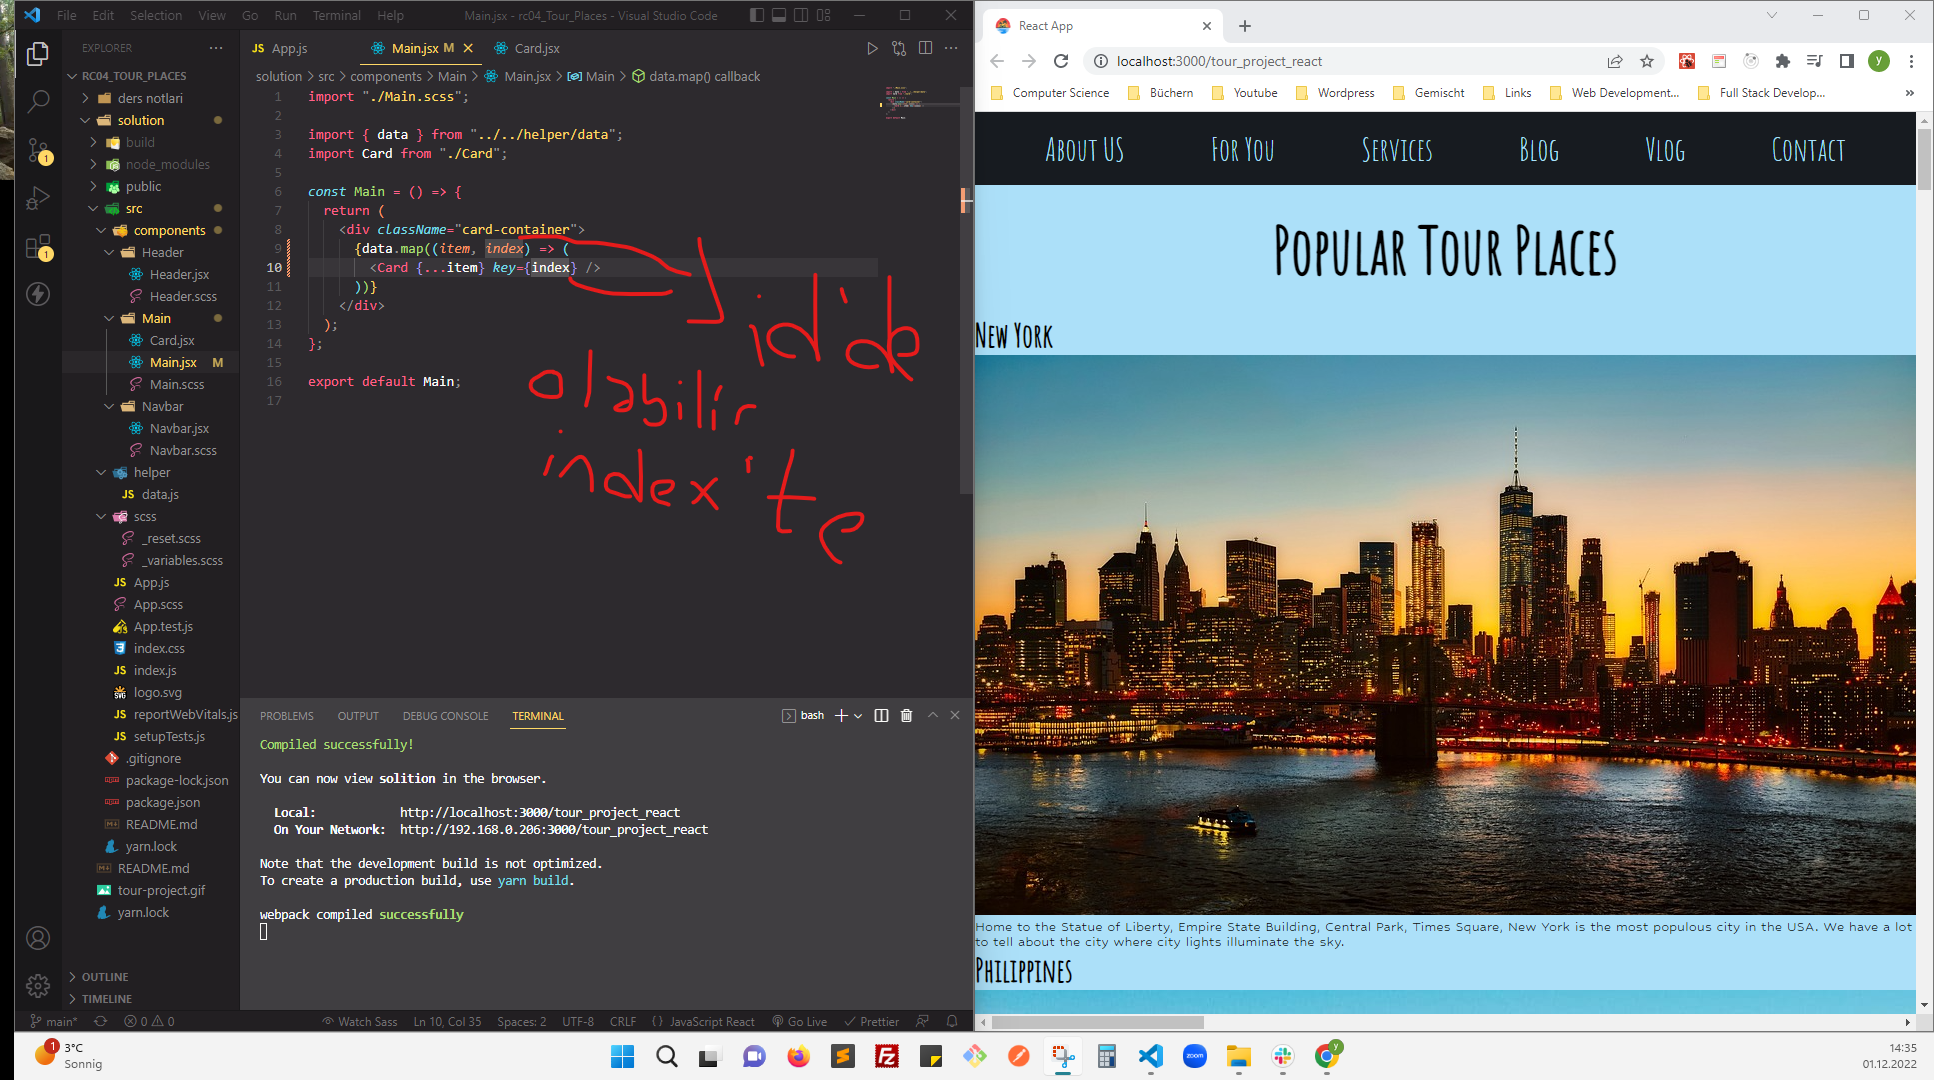 File Edit Selection View Go Run Terminal Help
Main.jsx - rc04_Tour_Places - Visual Studio Code
EXPLORER
RC04_TOUR_PLACES
ders notlari
solution
build
node_modules
public
src
components
Header
Header.jsx
Header.scss
Main
Card.jsx
Main.jsx M
Main.scss
Navbar
Navbar.jsx
Navbar.scss
helper
JS data.js
scss
_reset.scss
_variables.scss
JS App.js
App.scss
App.test.js
index.css
JS index.js
logo.svg
JS reportWebVitals.js
JS setupTests.js
.gitignore
package-lock.json
package.json
README.md
yarn.lock
README.md
tour-project.gif
yarn.lock
OUTLINE
TIMELINE
JS App.js
Main.jsx M
Card.jsx
solution > src > components > Main > Main.jsx > Main > data.map() callback
1 import "./Main.scss";
2
3 import { data } from "../../helper/data";
4 import Card from "./Card";
5
6 const Main = () => {
7 return (
8 <div className="card-container">
9 {data.map((item, index) => (
10 <Card {...item} key={index} />
11 ))}
12 </div>
13 );
14 };
15
16 export default Main;
17
id'de
olabilir
index'te
PROBLEMS OUTPUT DEBUG CONSOLE TERMINAL
bash
Compiled successfully!
You can now view solition in the browser.
Local: http://localhost:3000/tour_project_react
On Your Network: http://192.168.0.206:3000/tour_project_react
Note that the development build is not optimized.
To create a production build, use yarn build.
webpack compiled successfully
main* 0 0 Watch Sass Ln 10, Col 35 Spaces: 2 UTF-8 CRLF {} JavaScript React Go Live Prettier
React App
localhost:3000/tour_project_react
y
Computer Science Büchern Youtube Wordpress Gemischt Links Web Development... Full Stack Develop... »
About US For You Services Blog Vlog Contact
Popular Tour Places
New York
Home to the Statue of Liberty, Empire State Building, Central Park, Times Square, New York is the most populous city in the USA. We have a lot
to tell about the city where city lights illuminate the sky.
Philippines
1
3°C
Sonnig
zoom
14:35
01.12.2022